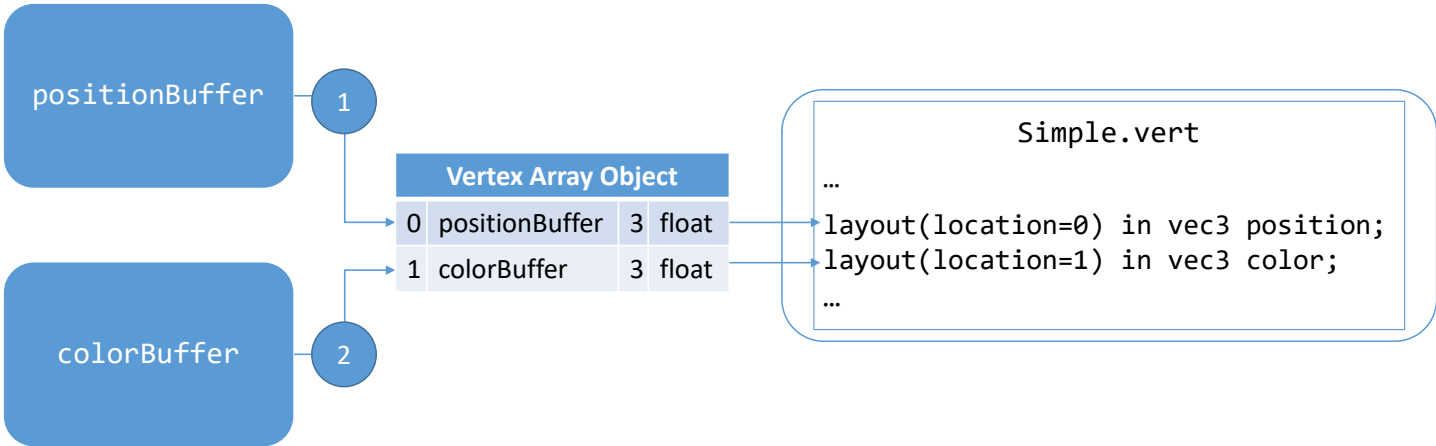 positionBuffer
1
colorBuffer
2
Vertex Array Object
0 positionBuffer 3 float
1 colorBuffer 3 float
Simple.vert
…
layout(location=0) in vec3 position;
layout(location=1) in vec3 color;
…